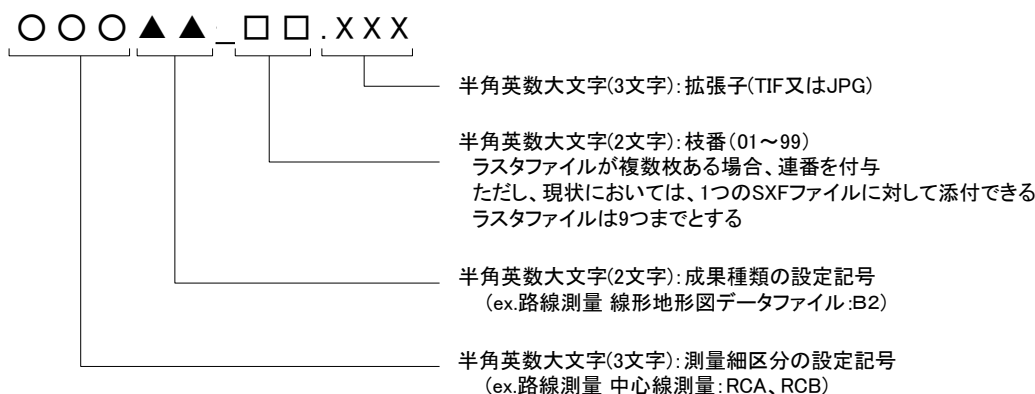 ○○○▲▲_□□.XXX
半角英数大文字(3文字):拡張子(TIF又はJPG)
半角英数大文字(2文字):枝番(01～99)
ラスタファイルが複数枚ある場合、連番を付与
ただし、現状においては、1つのSXFファイルに対して添付できる
ラスタファイルは9つまでとする
半角英数大文字(2文字):成果種類の設定記号
(ex.路線測量 線形地形図データファイル:B2)
半角英数大文字(3文字):測量細区分の設定記号
(ex.路線測量 中心線測量:RCA、RCB)